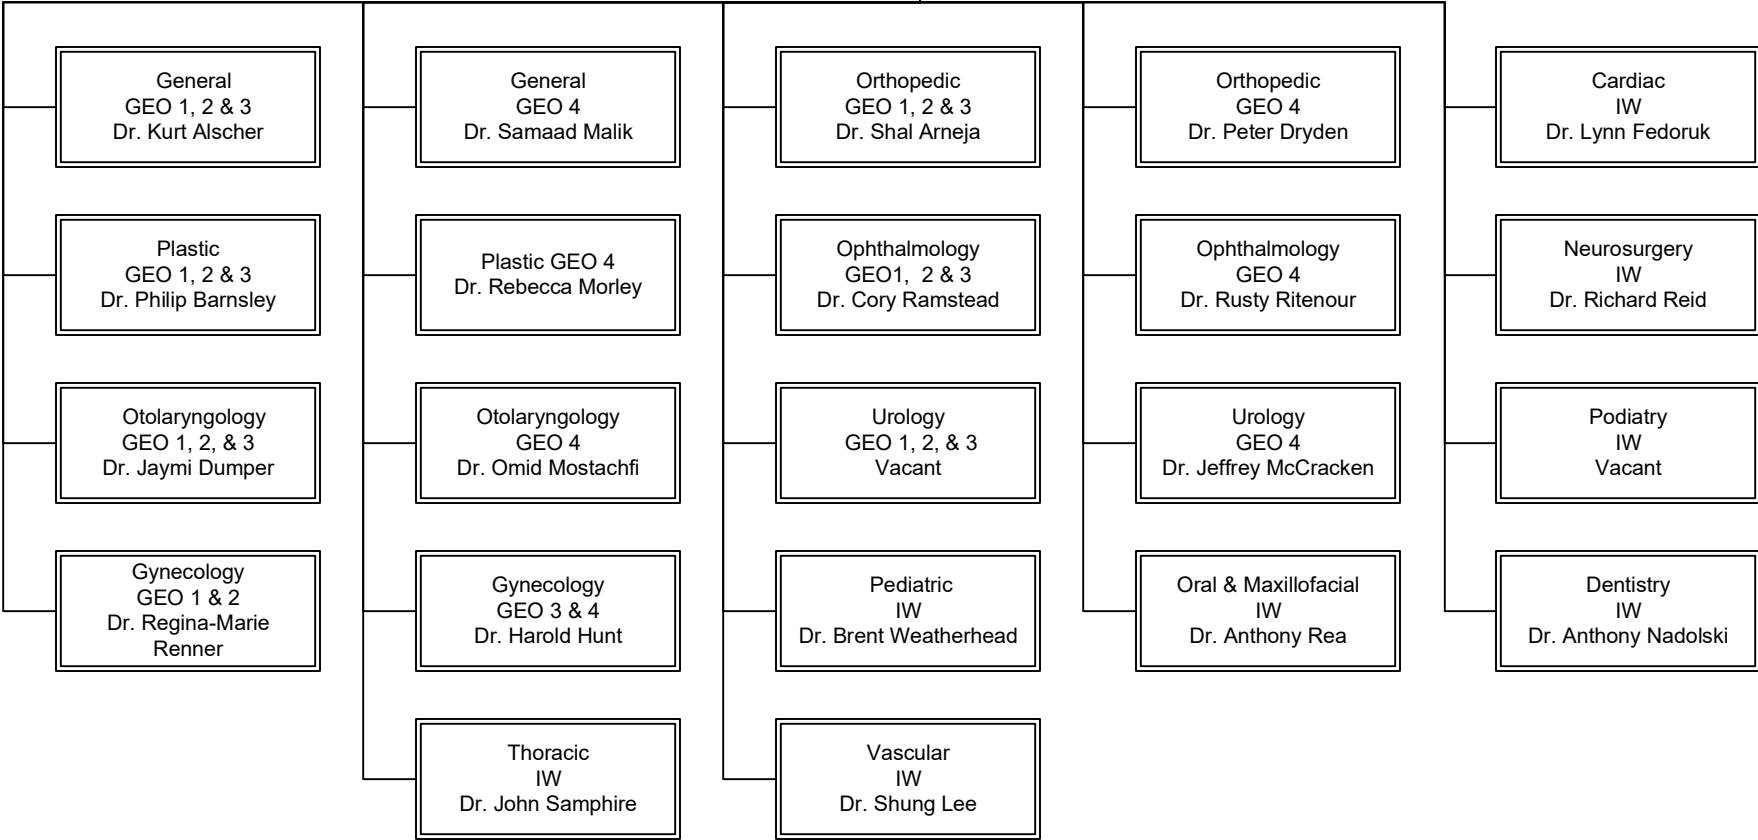 General
GEO 1, 2 & 3
Dr. Kurt Alscher
General
GEO 4
Dr. Samaad Malik
Orthopedic
GEO 1, 2 & 3
Dr. Shal Arneja
Orthopedic
GEO 4
Dr. Peter Dryden
Cardiac
IW
Dr. Lynn Fedoruk
Plastic
GEO 1, 2 & 3
Dr. Philip Barnsley
Plastic GEO 4
Dr. Rebecca Morley
Ophthalmology
GEO1,  2 & 3
Dr. Cory Ramstead
Ophthalmology
GEO 4
Dr. Rusty Ritenour
Neurosurgery
IW
Dr. Richard Reid
Otolaryngology
GEO 1, 2, & 3
Dr. Jaymi Dumper
Otolaryngology
GEO 4
Dr. Omid Mostachfi
Urology
GEO 1, 2, & 3
Vacant
Urology
GEO 4
Dr. Jeffrey McCracken
Podiatry
IW
Vacant
Gynecology
GEO 1 & 2
Dr. Regina-Marie
Renner
Gynecology
GEO 3 & 4
Dr. Harold Hunt
Pediatric
IW
Dr. Brent Weatherhead
Oral & Maxillofacial
IW
Dr. Anthony Rea
Dentistry
IW
Dr. Anthony Nadolski
Thoracic
IW
Dr. John Samphire
Vascular
IW
Dr. Shung Lee